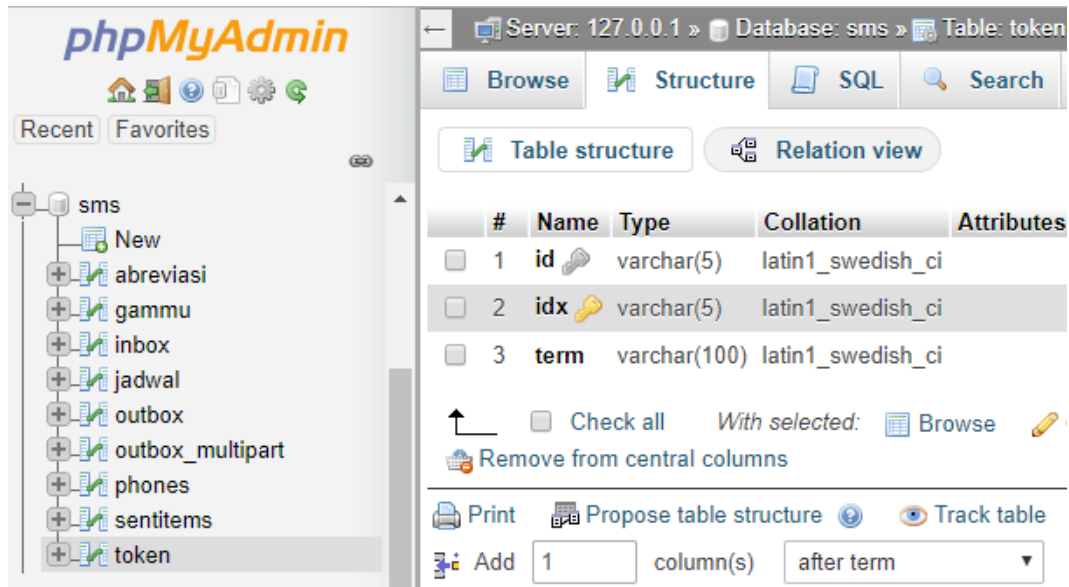 phpMyAdmin
Recent Favorites
sms
New
abreviasi
gammu
inbox
jadwal
outbox
outbox_multipart
phones
sentitems
token
← Server: 127.0.0.1 » Database: sms » Table: token
Browse Structure SQL Search
Table structure Relation view
# Name Type Collation Attributes
1 id varchar(5) latin1_swedish_ci
2 idx varchar(5) latin1_swedish_ci
3 term varchar(100) latin1_swedish_ci
Check all With selected: Browse
Remove from central columns
Print Propose table structure Track table
Add 1 column(s) after term